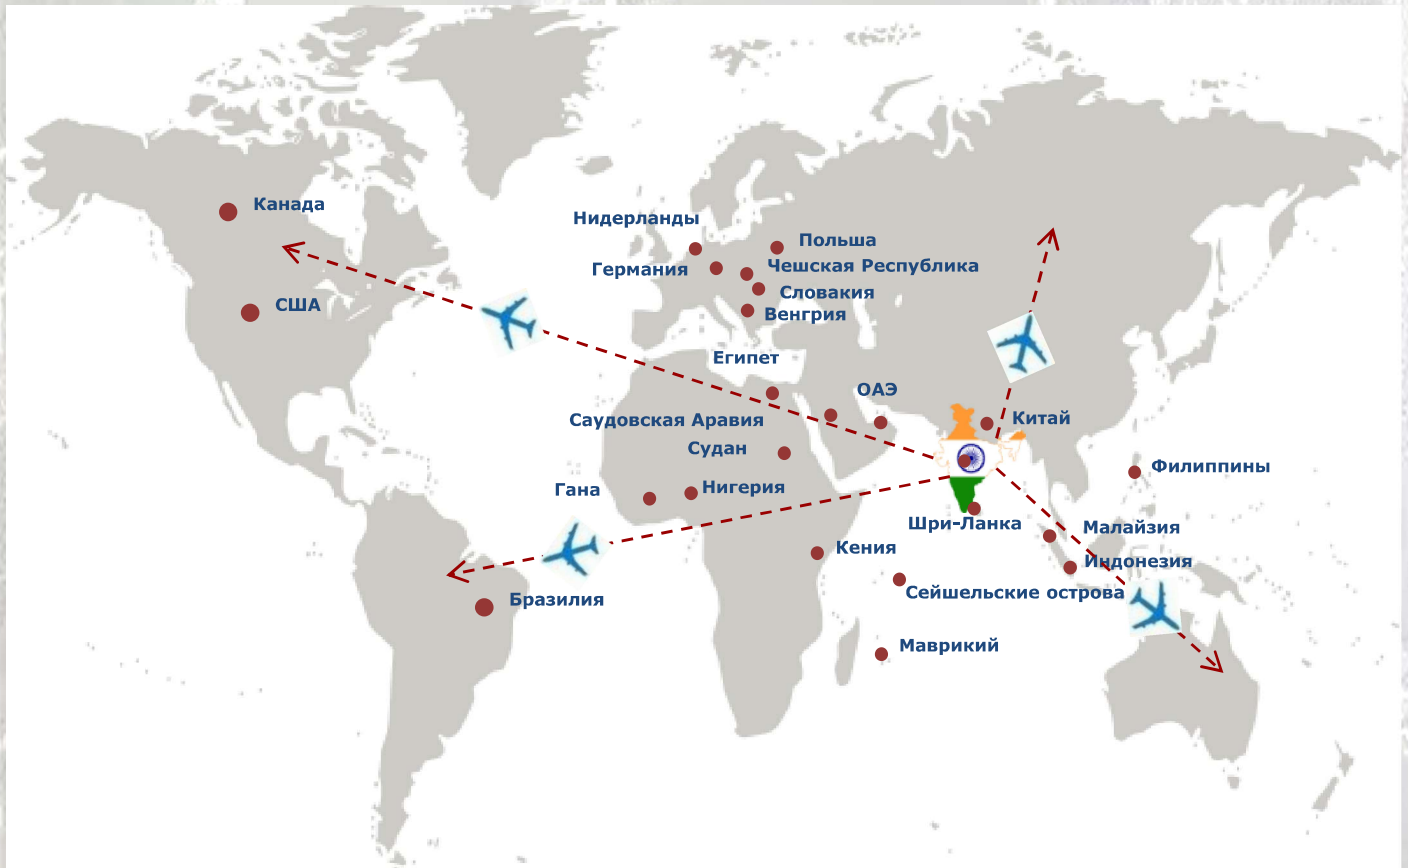 Канада
Нидерланды
Польша
Чешская Республика
Германия
Словакия
США
Венгрия
Египет
ОАЭ
Саудовская Аравия
Китай
Судан
Филиппины
Гана
Нигерия
Шри-Ланка
Малайзия
Кения
Индонезия
Сейшельские острова
Бразилия
Маврикий